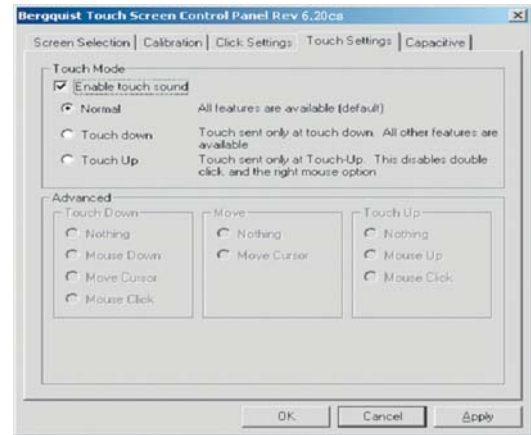 Bergquist Touch Screen Control Panel Rev 6.20ca
Screen Selection Calibration Click Settings Touch Settings Capacitive
Touch Mode
Enable touch sound
Normal All features are available (default)
Touch down Touch sent only at touch down. All other features are
available
Touch Up Touch sent only at Touch-Up. This disables double
click and the right mouse option
Advanced
Touch Down Move Touch Up
Nothing Nothing Nothing
Mouse Down Move Cursor Mouse Up
Move Cursor Mouse Click
Mouse Click
OK Cancel Apply